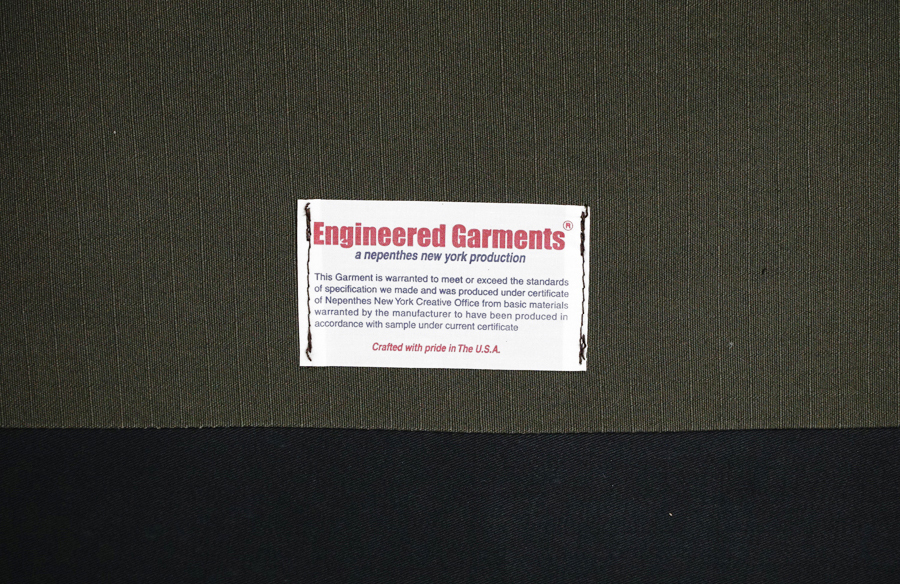 Engineered Garments®
a nepenthes new york production
This Garment is warranted to meet or exceed the standards
of specification we made and was produced under certificate
of Nepenthes New York Creative Office from basic materials
warranted by the manufacturer to have been produced in
accordance with sample under current certificate
Crafted with pride in The U.S.A.